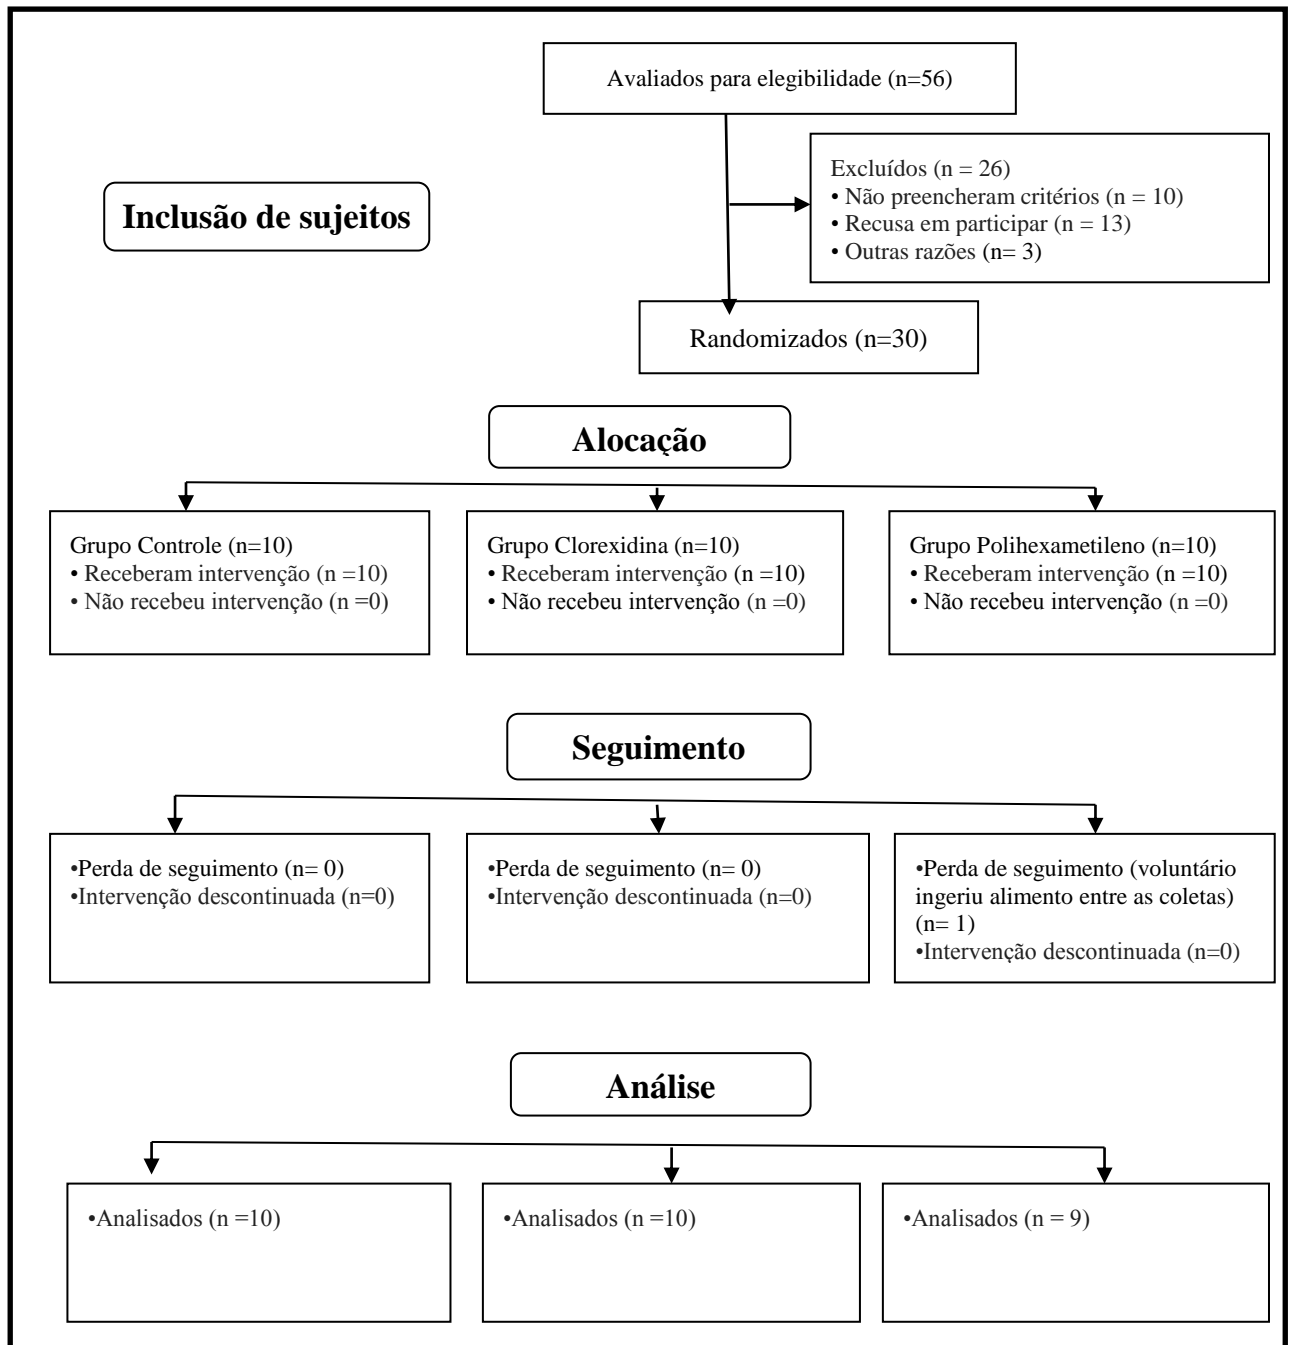 Avaliados para elegibilidade (n=56)
Excluídos (n = 26)
• Não preencheram critérios (n = 10)
• Recusa em participar (n = 13)
• Outras razões (n= 3)
Inclusão de sujeitos
Randomizados (n=30)
Alocação
Grupo Controle (n=10)
• Receberam intervenção (n =10)
• Não recebeu intervenção (n =0)
Grupo Clorexidina (n=10)
• Receberam intervenção (n =10)
• Não recebeu intervenção (n =0)
Grupo Polihexametileno (n=10)
• Receberam intervenção (n =10)
• Não recebeu intervenção (n =0)
Seguimento
•Perda de seguimento (n= 0)
•Intervenção descontinuada (n=0)
•Perda de seguimento (n= 0)
•Intervenção descontinuada (n=0)
•Perda de seguimento (voluntário
ingeriu alimento entre as coletas)
(n= 1)
•Intervenção descontinuada (n=0)
Análise
•Analisados (n =10)
•Analisados (n =10)
•Analisados (n = 9)